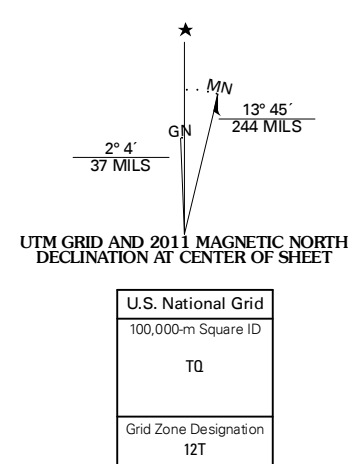 ★
MN
13° 45´
244 MILS
GN
2° 4´
37 MILS
UTM GRID AND 2011 MAGNETIC NORTH
DECLINATION AT CENTER OF SHEET
U.S. National Grid
100,000-m Square ID
TQ
Grid Zone Designation
12T